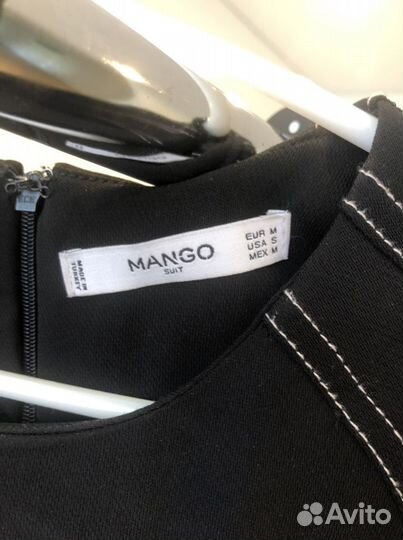 MADE IN
TURKEY
MANGO
SUIT
EUR M
USA S
MEX M
Avito